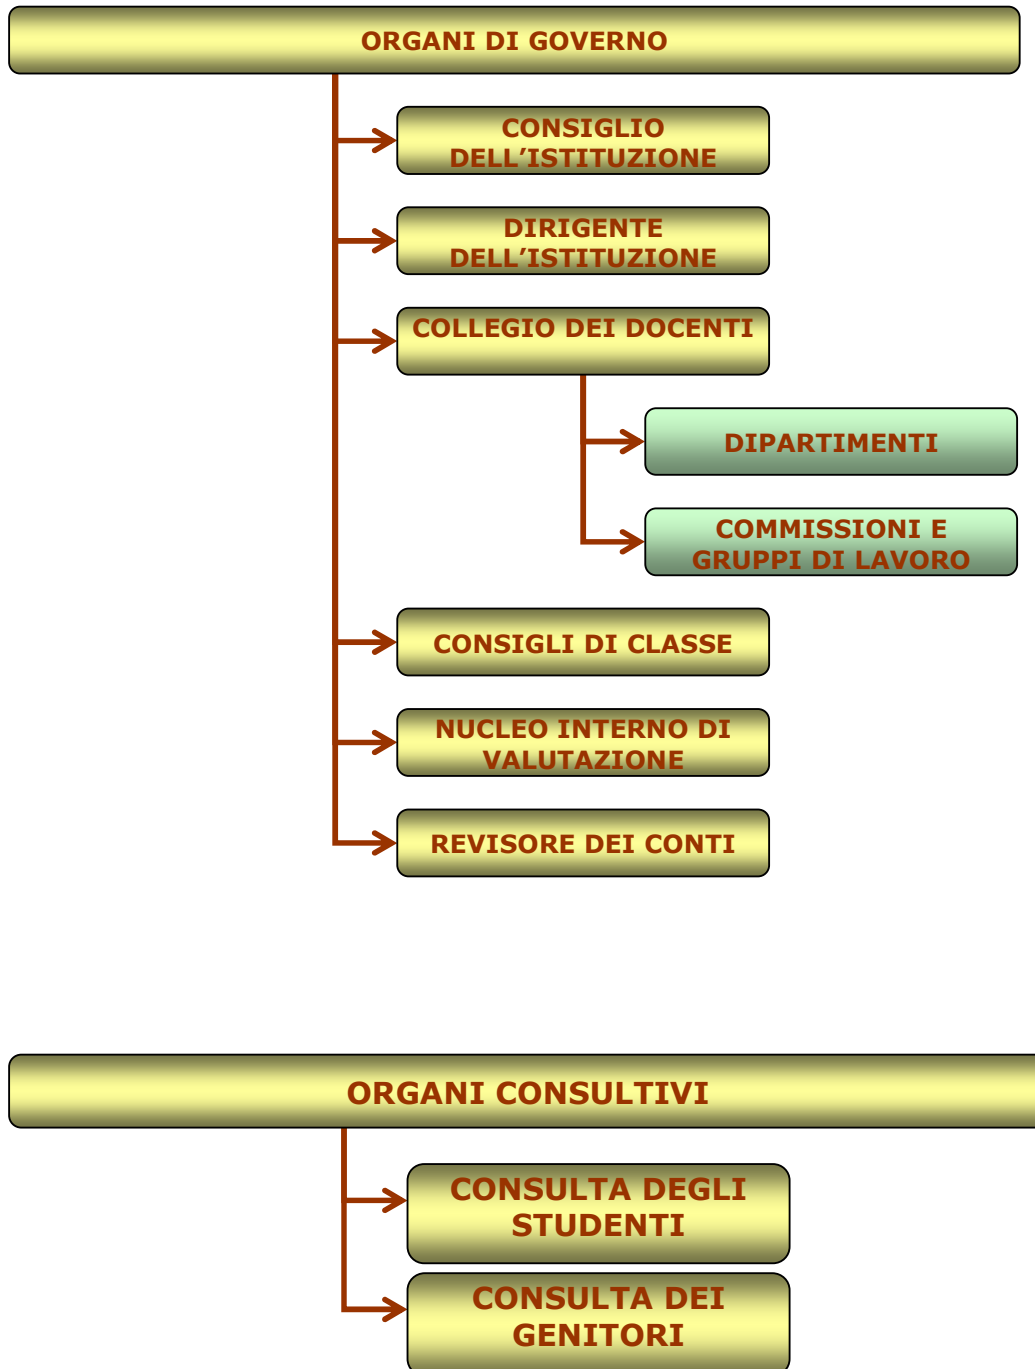 ORGANI DI GOVERNO
CONSIGLIO
DELL’ISTITUZIONE
DIRIGENTE
DELL’ISTITUZIONE
COLLEGIO DEI DOCENTI
DIPARTIMENTI
COMMISSIONI E
GRUPPI DI LAVORO
CONSIGLI DI CLASSE
NUCLEO INTERNO DI
VALUTAZIONE
REVISORE DEI CONTI
ORGANI CONSULTIVI
CONSULTA DEGLI
STUDENTI
CONSULTA DEI
GENITORI